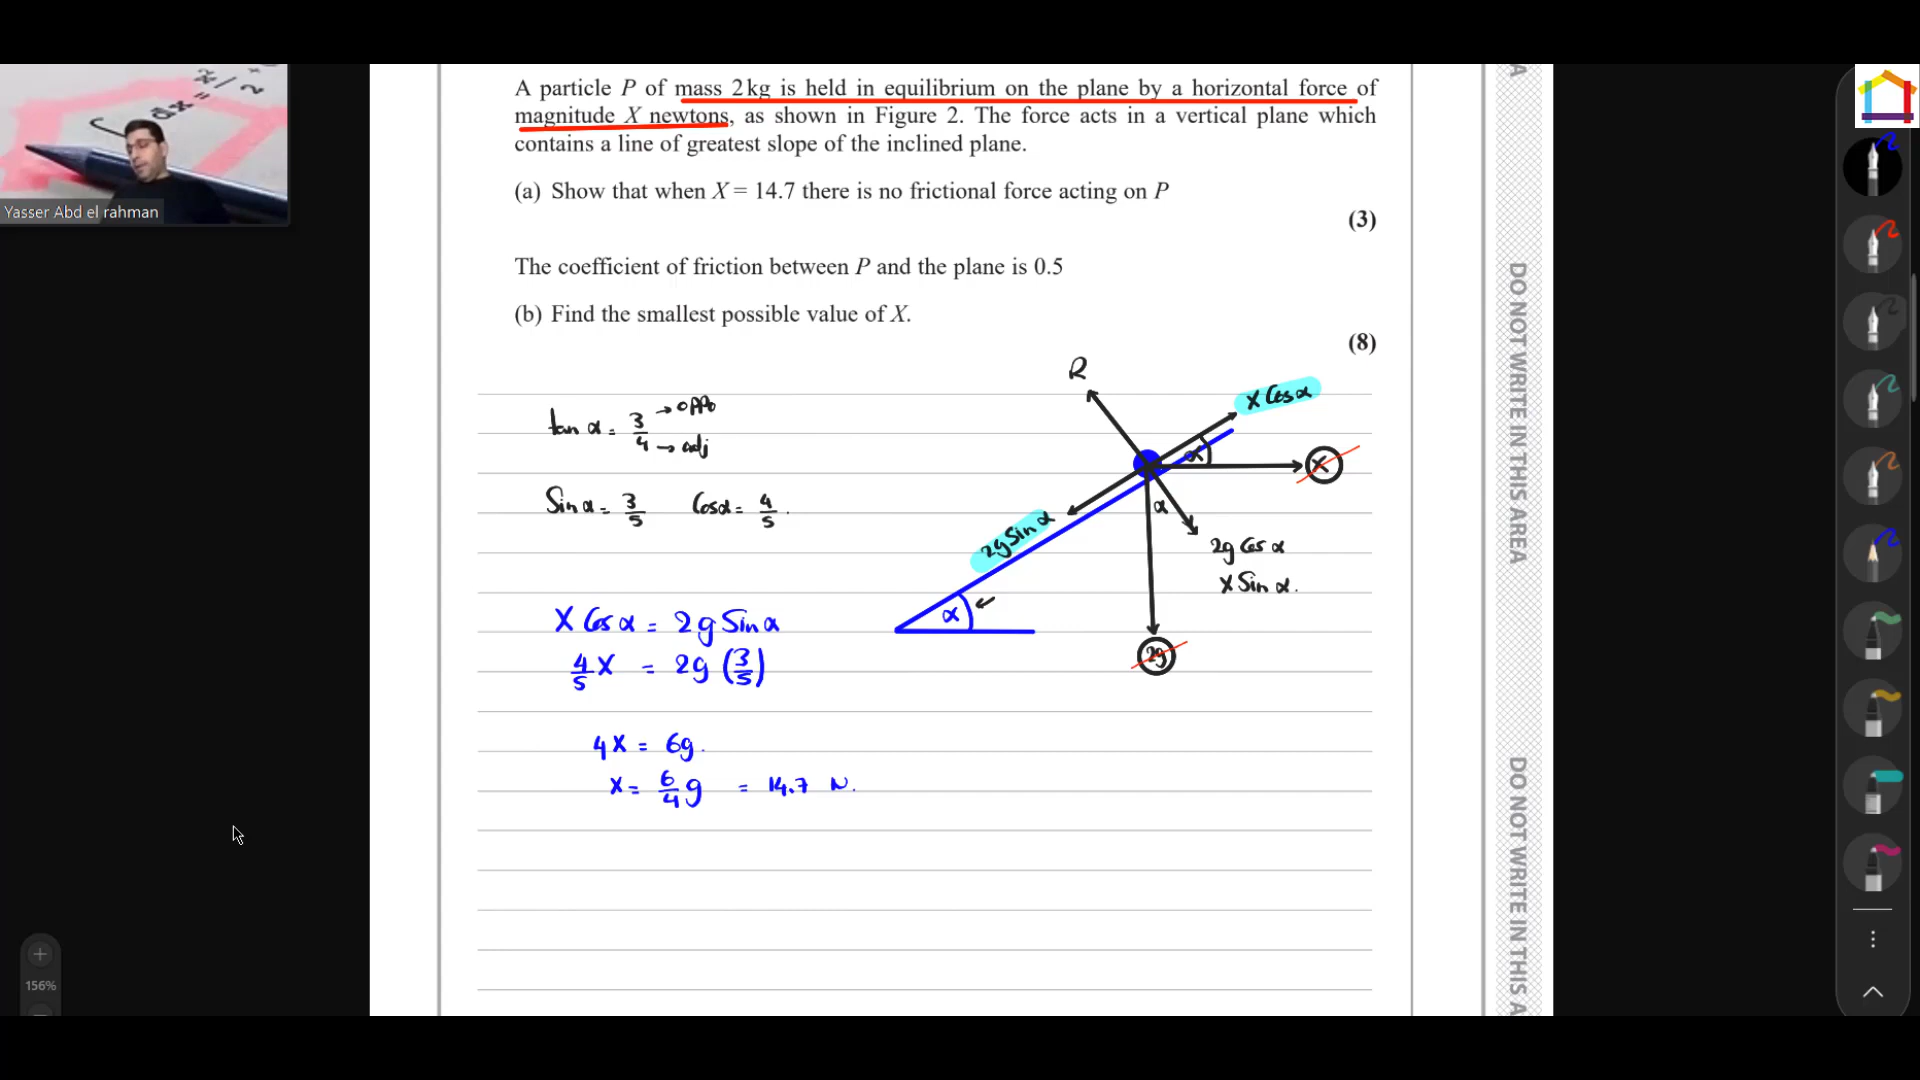 A particle P of mass 2 kg is held in equilibrium on the plane by a horizontal force of
magnitude X newtons, as shown in Figure 2. The force acts in a vertical plane which
contains a line of greatest slope of the inclined plane.
(a) Show that when X = 14.7 there is no frictional force acting on P
(3)
The coefficient of friction between P and the plane is 0.5
(b) Find the smallest possible value of X.
(8)
tan α = 3/4 → oppo → adj
Sin α = 3/5 Cos α = 4/5 .
X Cos α = 2g Sin α
4/5 X = 2g (3/5)
4X = 6g .
X = 6/4 g = 14.7 N.
R
X Cos α
α
X
α
2g Sin α
2g Cos α
X Sin α .
α
2g
Yasser Abd el rahman
∫
dx = x²/2 +
156%
A
DO NOT WRITE IN THIS AREA
DO NOT WRITE IN THIS A